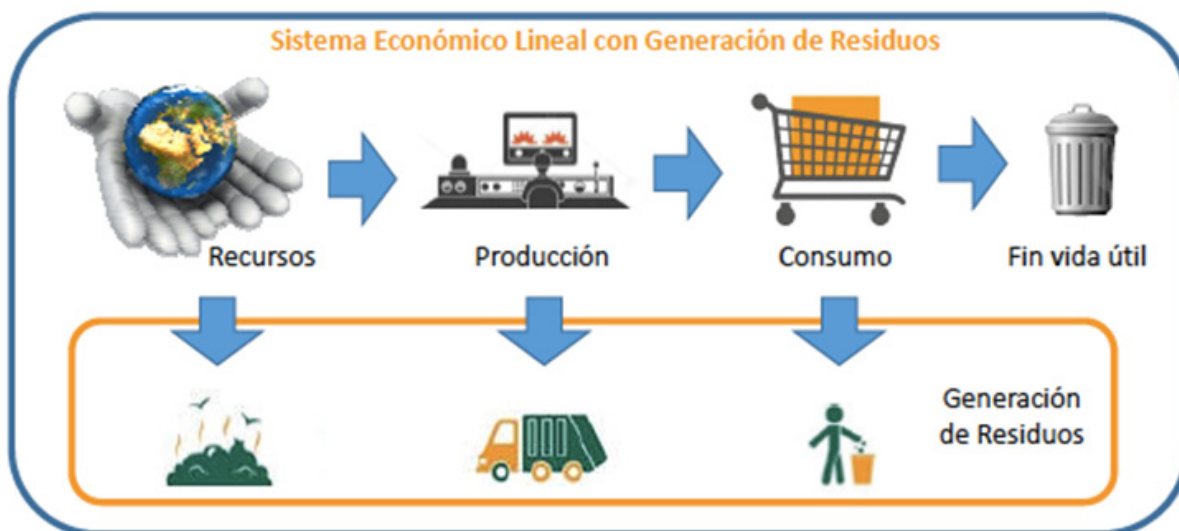 Sistema Económico Lineal con Generación de Residuos
Recursos
Producción
Consumo
Fin vida útil
Generación
de Residuos